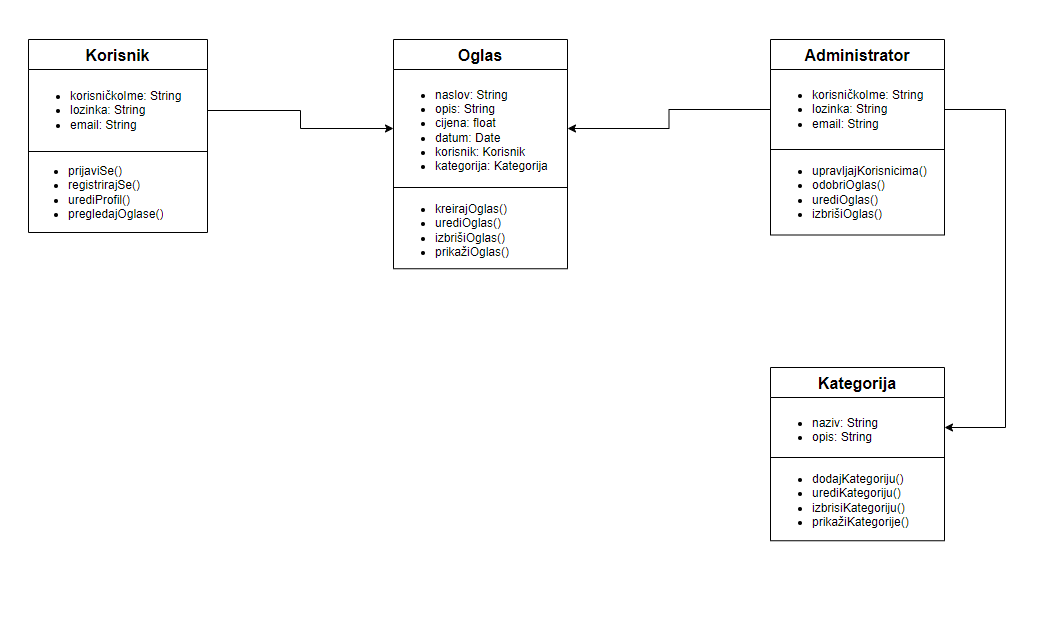 Korisnik
korisničkoIme: String
lozinka: String
email: String
prijaviSe()
registrirajSe()
urediProfil()
pregledajOglase()
Oglas
naslov: String
opis: String
cijena: float
datum: Date
korisnik: Korisnik
kategorija: Kategorija
kreirajOglas()
urediOglas()
izbrišiOglas()
prikažiOglas()
Administrator
korisničkoIme: String
lozinka: String
email: String
upravljajKorisnicima()
odobriOglas()
urediOglas()
izbrišiOglas()
Kategorija
naziv: String
opis: String
dodajKategoriju()
urediKategoriju()
izbrisiKategoriju()
prikažiKategorije()